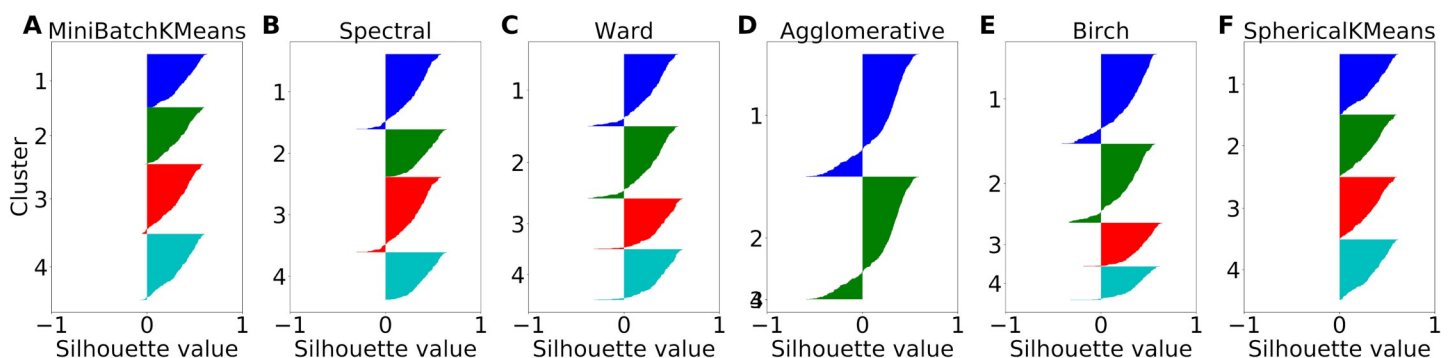 A MiniBatchKMeans
B Spectral
C Ward
D Agglomerative
E Birch
F SphericalKMeans
Cluster
1
2
3
4
−1 0 1
Silhouette value
1
2
3
4
−1 0 1
Silhouette value
1
2
3
4
−1 0 1
Silhouette value
1
2
3
4
−1 0 1
Silhouette value
1
2
3
4
−1 0 1
Silhouette value
1
2
3
4
−1 0 1
Silhouette value